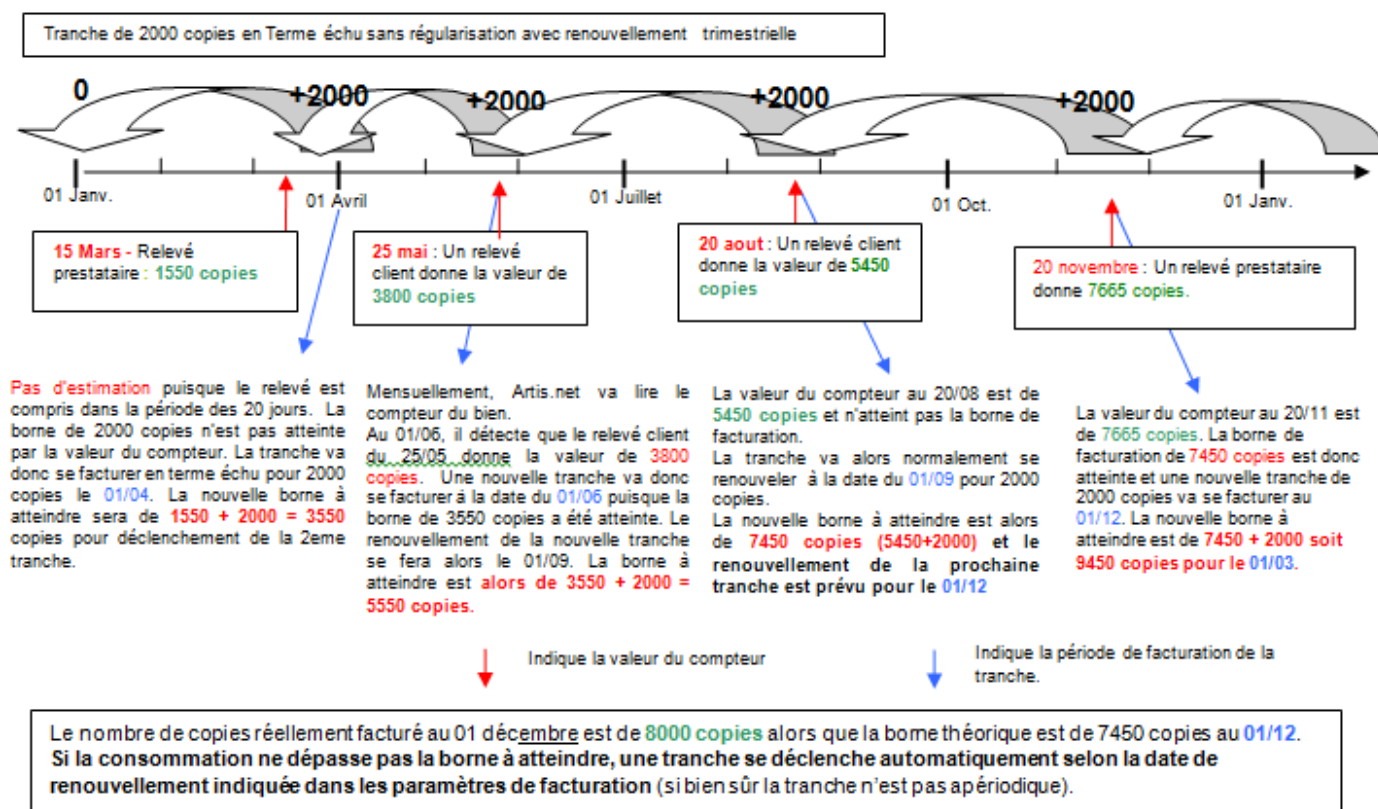 Tranche de 2000 copies en Terme échu sans régularisation avec renouvellement trimestrielle
0
+2000
+2000
+2000
+2000
01 Janv.
01 Avril
01 Juillet
01 Oct.
01 Janv.
15 Mars - Relevé
prestataire : 1550 copies
25 mai : Un relevé
client donne la valeur de
3800 copies
20 aout : Un relevé client
donne la valeur de 5450
copies
20 novembre : Un relevé prestataire
donne 7665 copies.
Pas d'estimation puisque le relevé est
compris dans la période des 20 jours. La
borne de 2000 copies n'est pas atteinte
par la valeur du compteur. La tranche va
donc se facturer en terme échu pour 2000
copies le 01/04. La nouvelle borne à
atteindre sera de 1550 + 2000 = 3550
copies pour déclenchement de la 2eme
tranche.
Mensuellement, Artis.net va lire le
compteur du bien.
Au 01/06, il détecte que le relevé client
du 25/05 donne la valeur de 3800
copies. Une nouvelle tranche va donc
se facturer á la date du 01/06 puisque la
borne de 3550 copies a été atteinte. Le
renouvellement de la nouvelle tranche
se fera alors le 01/09. La borne à
atteindre est alors de 3550 + 2000 =
5550 copies.
La valeur du compteur au 20/08 est de
5450 copies et n'atteint pas la borne de
facturation.
La tranche va alors normalement se
renouveler à la date du 01/09 pour 2000
copies.
La nouvelle borne à atteindre est alors
de 7450 copies (5450+2000) et le
renouvellement de la prochaine
tranche est prévu pour le 01/12
La valeur du compteur au 20/11 est
de 7665 copies. La borne de
facturation de 7450 copies est donc
atteinte et une nouvelle tranche de
2000 copies va se facturer au
01/12. La nouvelle borne à
atteindre est de 7450 + 2000 soit
9450 copies pour le 01/03.
Indique la valeur du compteur
Indique la période de facturation de la
tranche.
Le nombre de copies réellement facturé au 01 décembre est de 8000 copies alors que la borne théorique est de 7450 copies au 01/12.
Si la consommation ne dépasse pas la borne à atteindre, une tranche se déclenche automatiquement selon la date de
renouvellement indiquée dans les paramètres de facturation (si bien sûr la tranche n'est pas apériodique).